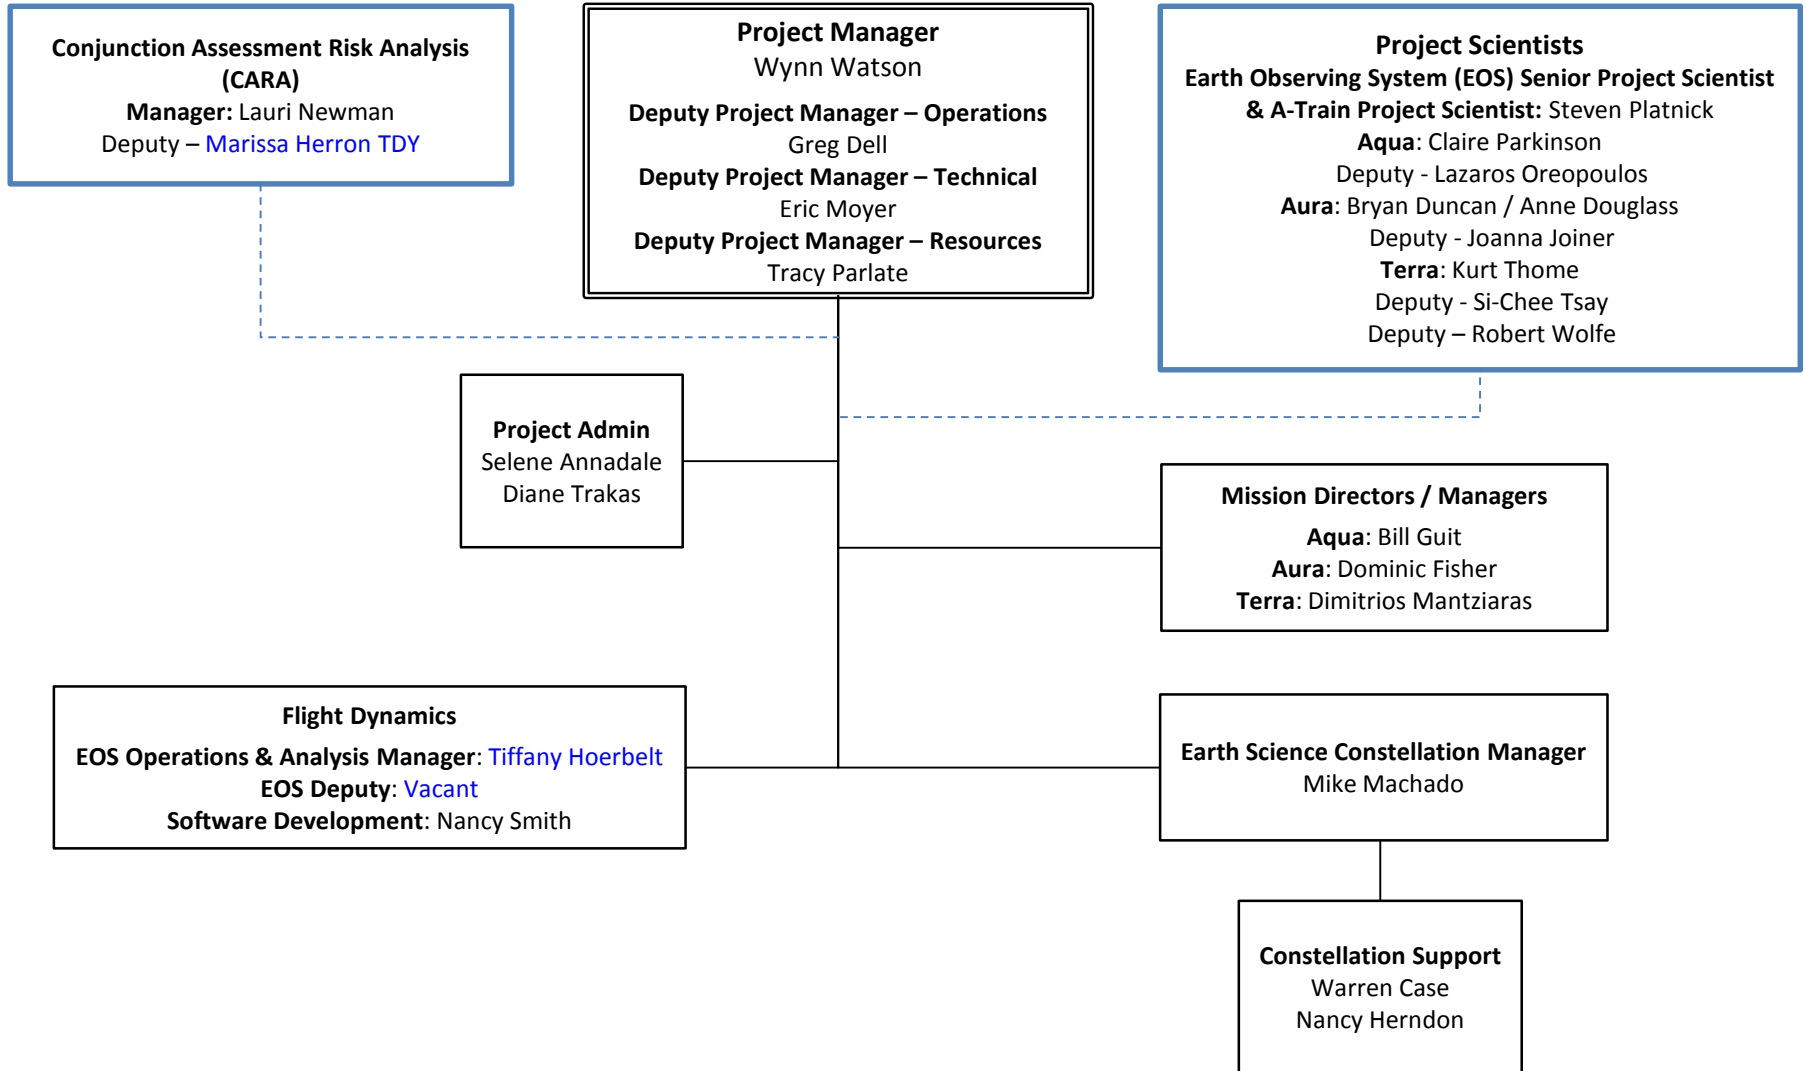 Conjunction Assessment Risk Analysis
(CARA)
Manager: Lauri Newman
Deputy – Marissa Herron TDY
Project Manager
Wynn Watson
Deputy Project Manager – Operations
Greg Dell
Deputy Project Manager – Technical
Eric Moyer
Deputy Project Manager – Resources
Tracy Parlate
Project Scientists
Earth Observing System (EOS) Senior Project Scientist
& A-Train Project Scientist: Steven Platnick
Aqua: Claire Parkinson
Deputy - Lazaros Oreopoulos
Aura: Bryan Duncan / Anne Douglass
Deputy - Joanna Joiner
Terra: Kurt Thome
Deputy - Si-Chee Tsay
Deputy – Robert Wolfe
Project Admin
Selene Annadale
Diane Trakas
Mission Directors / Managers
Aqua: Bill Guit
Aura: Dominic Fisher
Terra: Dimitrios Mantziaras
Flight Dynamics
EOS Operations & Analysis Manager: Tiffany Hoerbelt
EOS Deputy: Vacant
Software Development: Nancy Smith
Earth Science Constellation Manager
Mike Machado
Constellation Support
Warren Case
Nancy Herndon